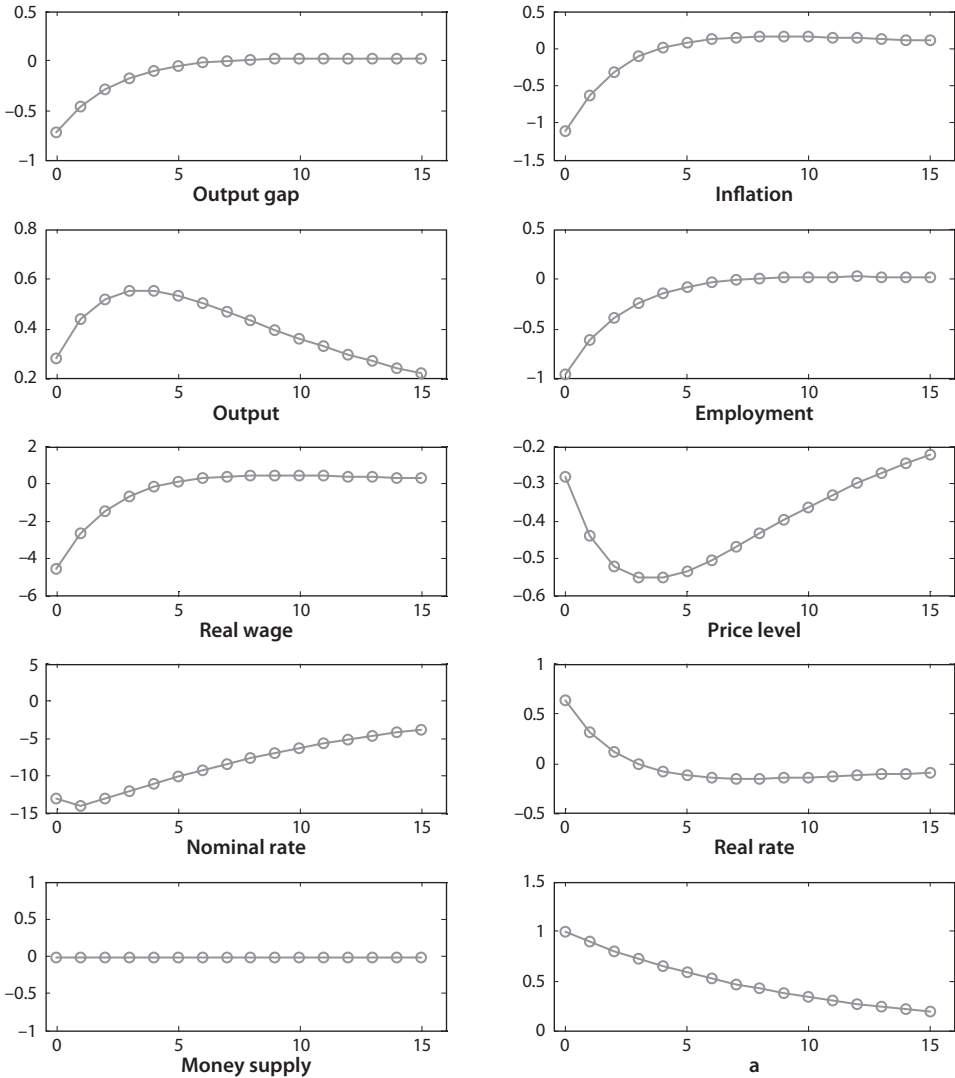 0.5
0
−0.5
−1
0 5 10 15
Output gap
0.5
0
−0.5
−1
−1.5
0 5 10 15
Inflation
0.8
0.6
0.4
0.2
0 5 10 15
Output
0.5
0
−0.5
−1
0 5 10 15
Employment
2
0
−2
−4
−6
0 5 10 15
Real wage
−0.2
−0.3
−0.4
−0.5
−0.6
0 5 10 15
Price level
5
0
−5
−10
−15
0 5 10 15
Nominal rate
1
0.5
0
−0.5
0 5 10 15
Real rate
1
0.5
0
−0.5
−1
0 5 10 15
Money supply
1.5
1
0.5
0
0 5 10 15
a